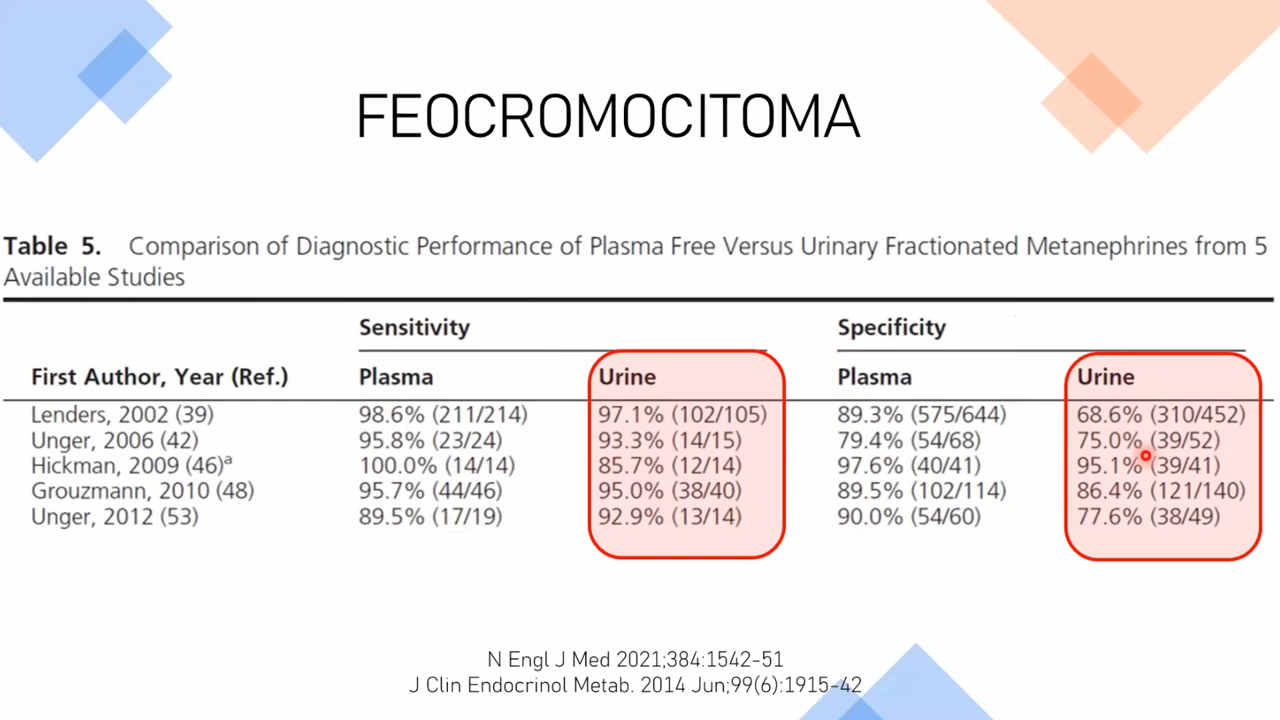 FEOCROMOCITOMA
Table 5. Comparison of Diagnostic Performance of Plasma Free Versus Urinary Fractionated Metanephrines from 5
Available Studies
Sensitivity Specificity
First Author, Year (Ref.) Plasma Urine Plasma Urine
Lenders, 2002 (39) 98.6% (211/214) 97.1% (102/105) 89.3% (575/644) 68.6% (310/452)
Unger, 2006 (42) 95.8% (23/24) 93.3% (14/15) 79.4% (54/68) 75.0% (39/52)
Hickman, 2009 (46)ᵃ 100.0% (14/14) 85.7% (12/14) 97.6% (40/41) 95.1% (39/41)
Grouzmann, 2010 (48) 95.7% (44/46) 95.0% (38/40) 89.5% (102/114) 86.4% (121/140)
Unger, 2012 (53) 89.5% (17/19) 92.9% (13/14) 90.0% (54/60) 77.6% (38/49)
N Engl J Med 2021;384:1542-51
J Clin Endocrinol Metab. 2014 Jun;99(6):1915-42